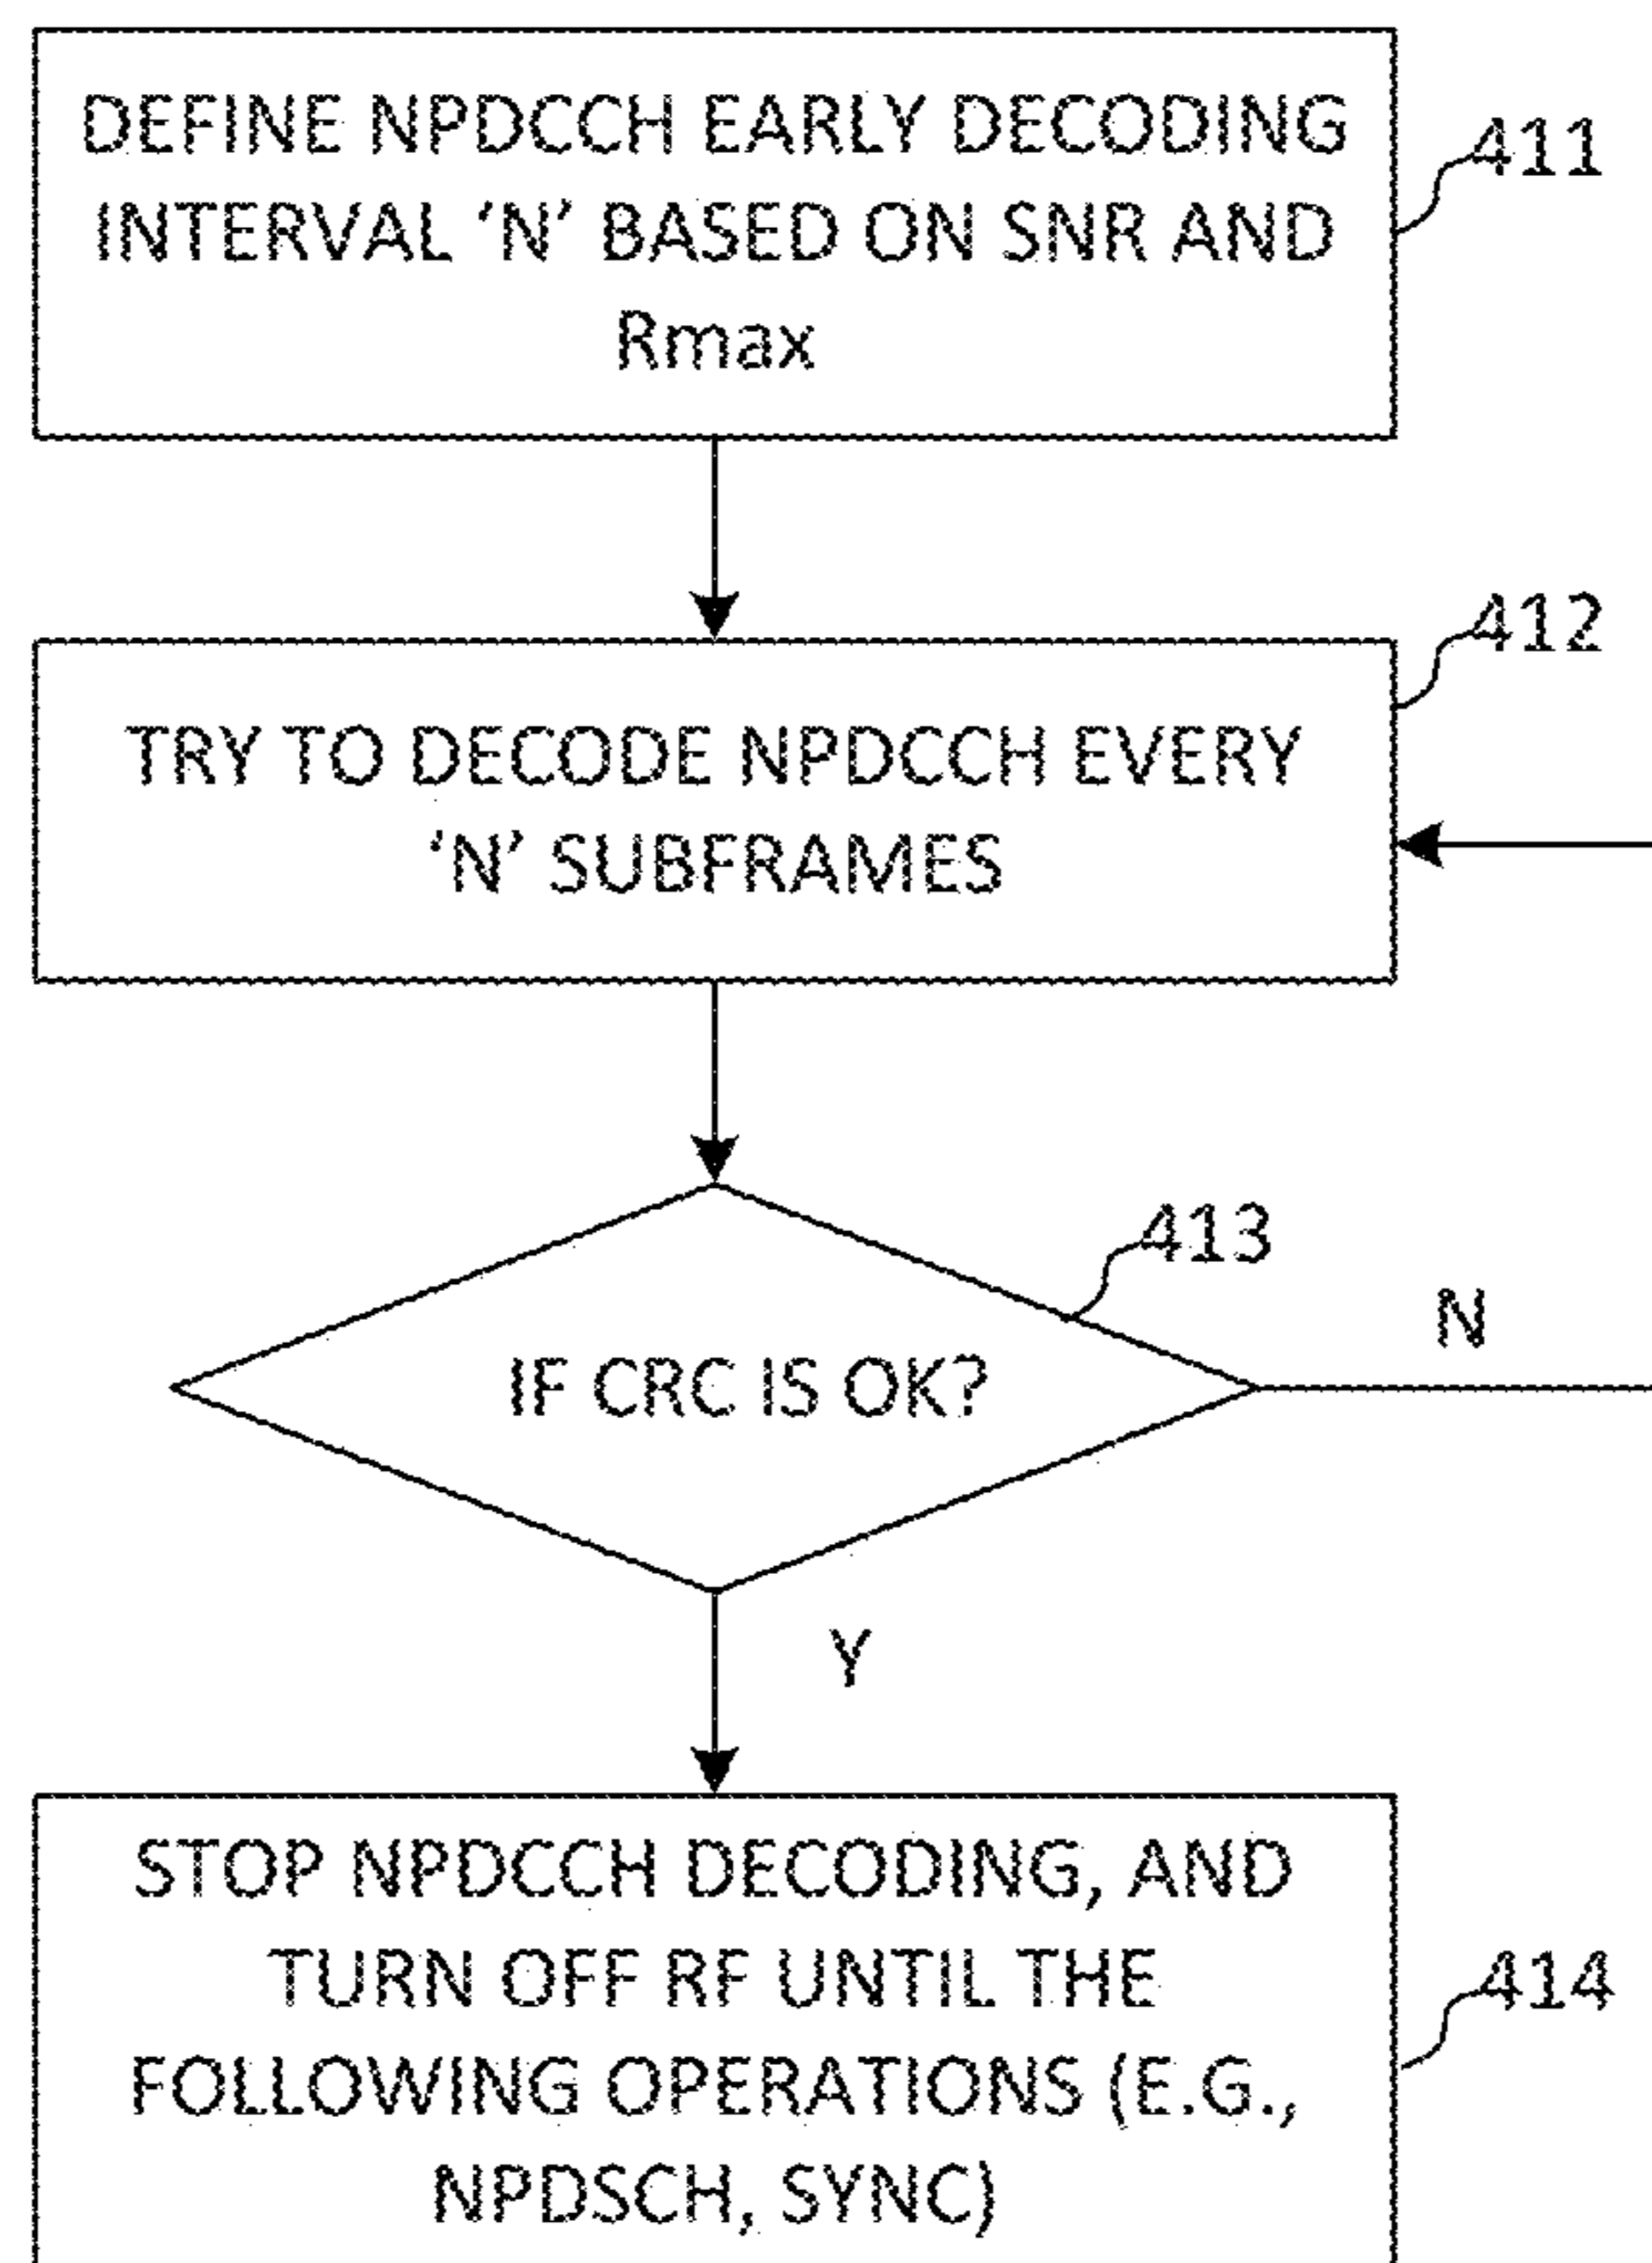 DEFINE NPDCCH EARLY DECODING
INTERVAL ‘N’ BASED ON SNR AND
Rmax
411
412
TRY TO DECODE NPDCCH EVERY
‘N’ SUBFRAMES
413
IF CRC IS OK?
N
Y
STOP NPDCCH DECODING, AND
TURN OFF RF UNTIL THE
FOLLOWING OPERATIONS (E.G.,
NPDSCH, SYNC)
414